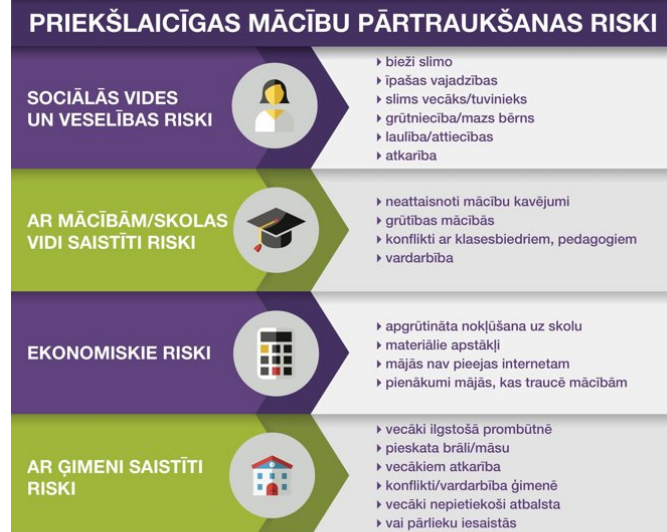 PRIEKŠLAICĪGAS MĀCĪBU PĀRTRAUKŠANAS RISKI
SOCIĀLĀS VIDES
UN VESELĪBAS RISKI
bieži slimo
īpašas vajadzības
slims vecāks/tuvinieks
grūtniecība/mazs bērns
laulība/attiecības
atkarība
AR MĀCĪBĀM/SKOLAS
VIDI SAISTĪTI RISKI
neattaisnoti mācību kavējumi
grūtības mācībās
konflikti ar klasesbiedriem, pedagogiem
vardarbība
EKONOMISKIE RISKI
apgrūtināta nokļūšana uz skolu
materiālie apstākļi
mājās nav pieejas internetam
pienākumi mājās, kas traucē mācībām
AR ĢIMENI SAISTĪTI
RISKI
vecāki ilgstošā prombūtnē
pieskata brāli/māsu
vecākiem atkarība
konflikti/vardarbība ģimenē
vecāki nepietiekoši atbalsta
vai pārlieku iesaistās